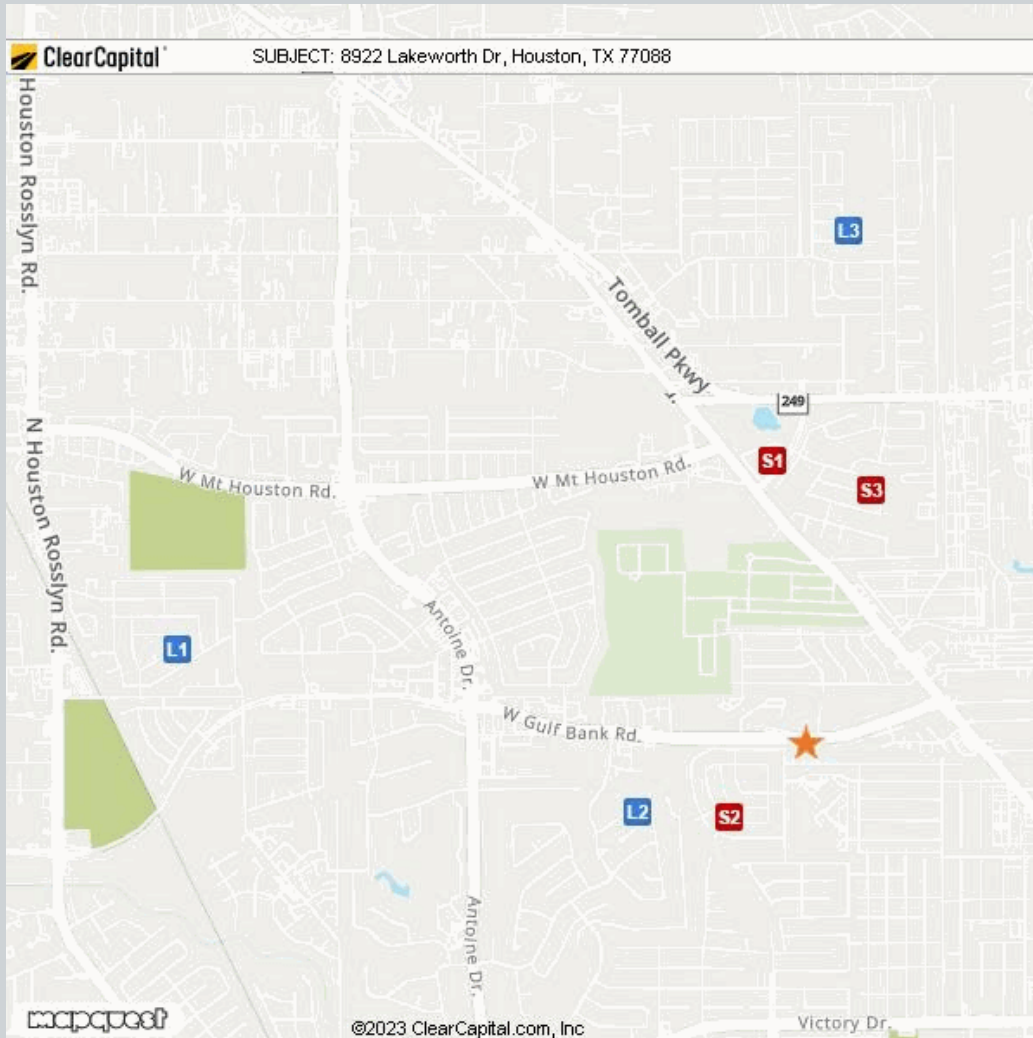 ClearCapital
SUBJECT: 8922 Lakeworth Dr, Houston, TX 77088
Houston Rosslyn Rd.
L3
Tomball Pkwy
249
N Houston Rosslyn Rd.
W Mt Houston Rd.
W Mt Houston Rd.
S1
S3
Antoine Dr.
L1
W Gulf Bank Rd.
L2
S2
Antoine Dr.
mapquest
©2023 ClearCapital.com, Inc
Victory Dr.